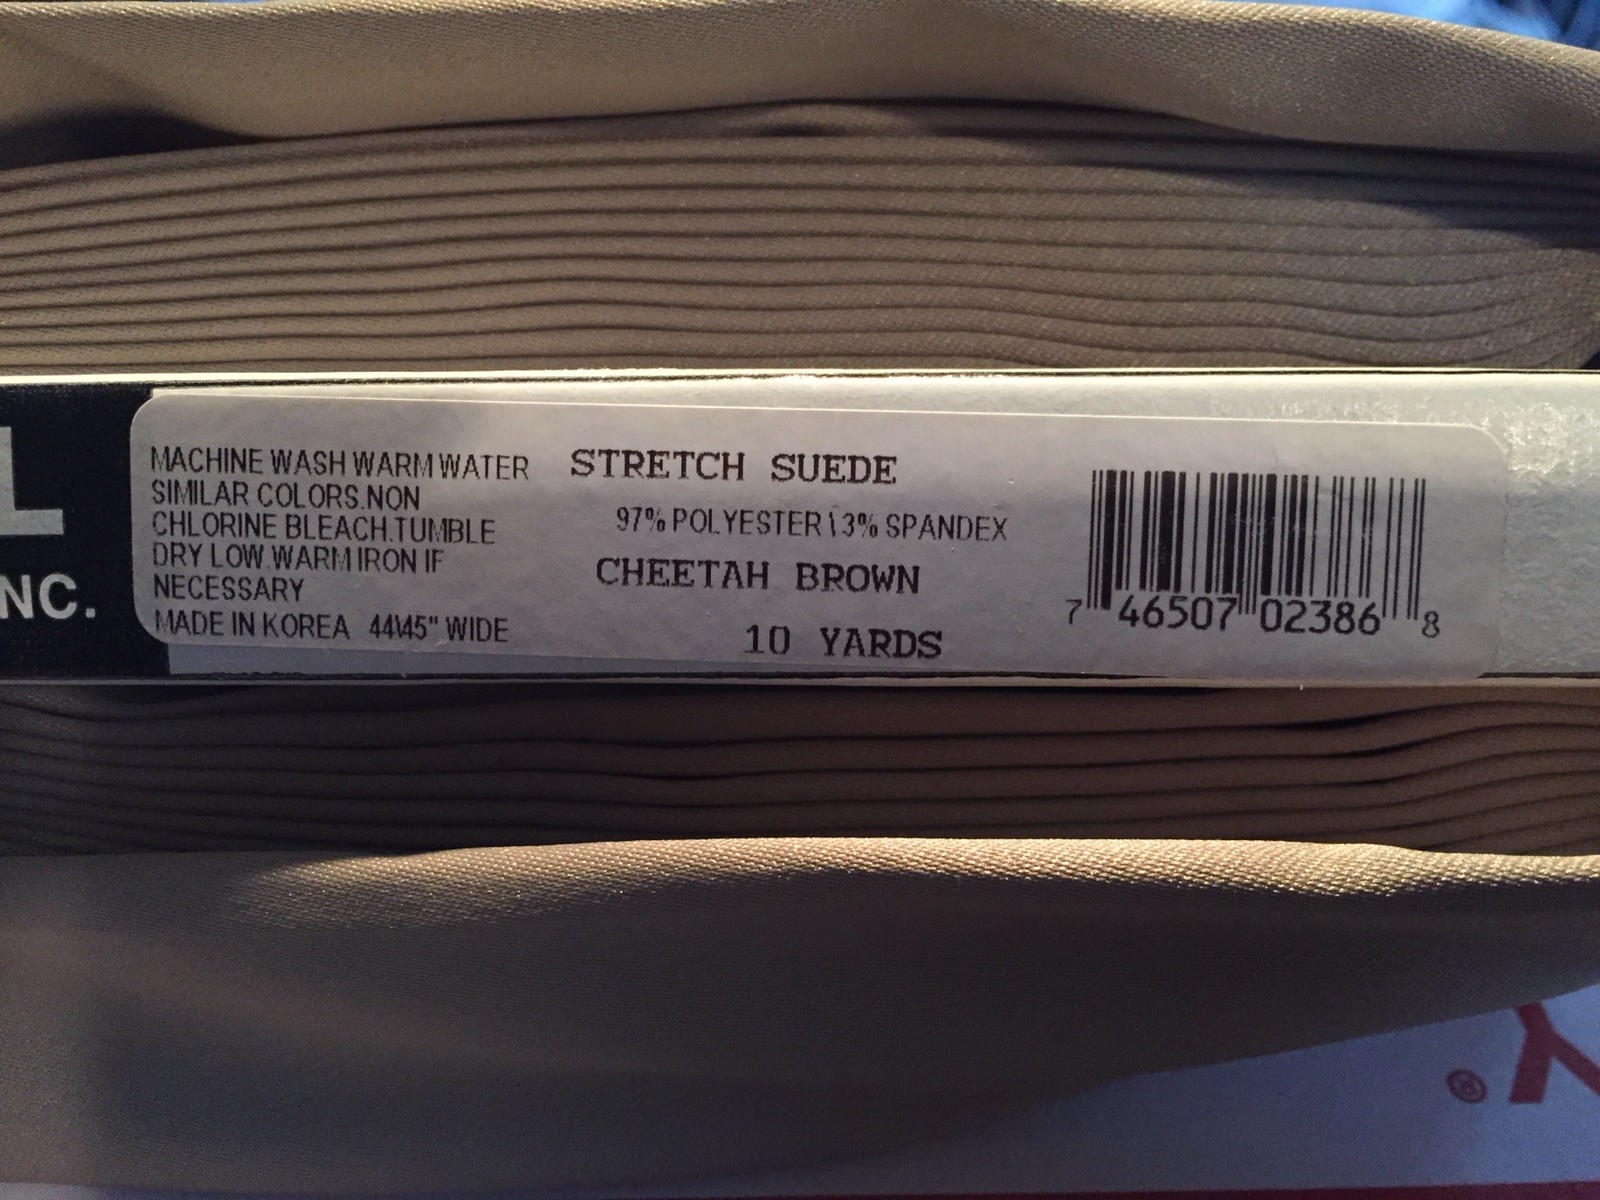 L
NC.
MACHINE WASH WARM WATER
SIMILAR COLORS.NON
CHLORINE BLEACH.TUMBLE
DRY LOW.WARM IRON IF
NECESSARY
MADE IN KOREA 44\45" WIDE
STRETCH SUEDE
97% POLYESTER\3% SPANDEX
CHEETAH BROWN
10 YARDS
7 46507 02386 8
Y®